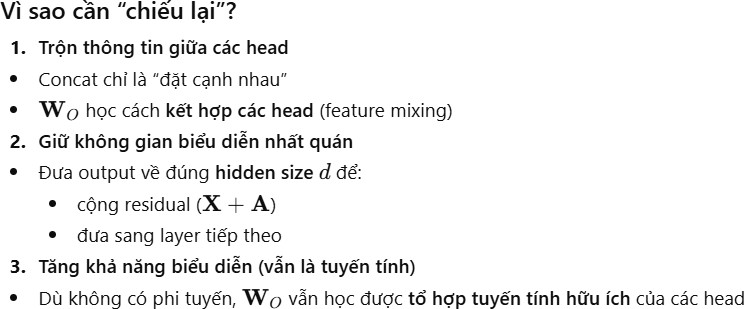 Vì sao cần “chiếu lại”?
1. Trộn thông tin giữa các head
• Concat chỉ là “đặt cạnh nhau”
• W_O học cách kết hợp các head (feature mixing)
2. Giữ không gian biểu diễn nhất quán
• Đưa output về đúng hidden size d để:
• cộng residual (X + A)
• đưa sang layer tiếp theo
3. Tăng khả năng biểu diễn (vẫn là tuyến tính)
• Dù không có phi tuyến, W_O vẫn học được tổ hợp tuyến tính hữu ích của các head